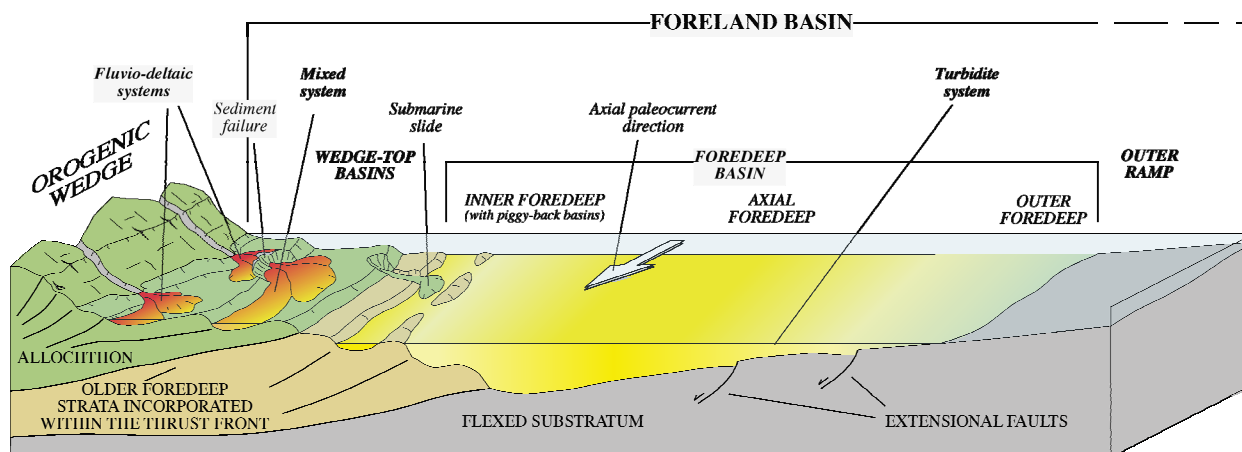 FORELAND BASIN
Fluvio-deltaic
systems
Mixed
system
Sediment
failure
Submarine
slide
Axial paleocurrent
direction
Turbidite
system
OROGENIC
WEDGE
WEDGE-TOP
BASINS
FOREDEEP
BASIN
OUTER
RAMP
INNER FOREDEEP
(with piggy-back basins)
AXIAL
FOREDEEP
OUTER
FOREDEEP
ALLOCHTHON
OLDER FOREDEEP
STRATA INCORPORATED
WITHIN THE THRUST FRONT
FLEXED SUBSTRATUM
EXTENSIONAL FAULTS